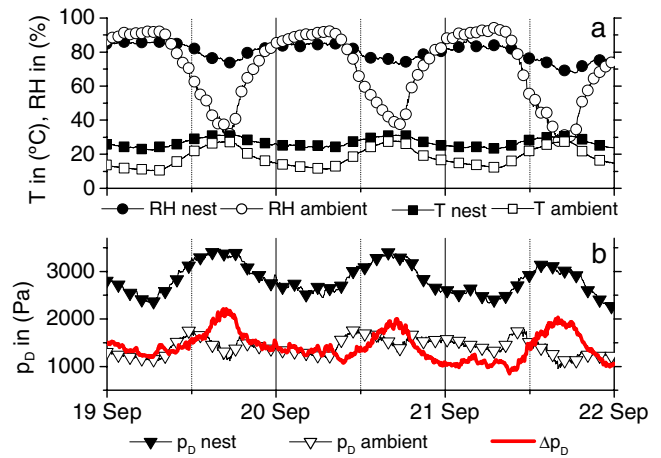 a
100
80
60
40
20
0
T in (°C), RH in (%)
RH nest RH ambient T nest T ambient
b
3000
2000
1000
p_D in (Pa)
19 Sep 20 Sep 21 Sep 22 Sep
p_D nest p_D ambient Δp_D